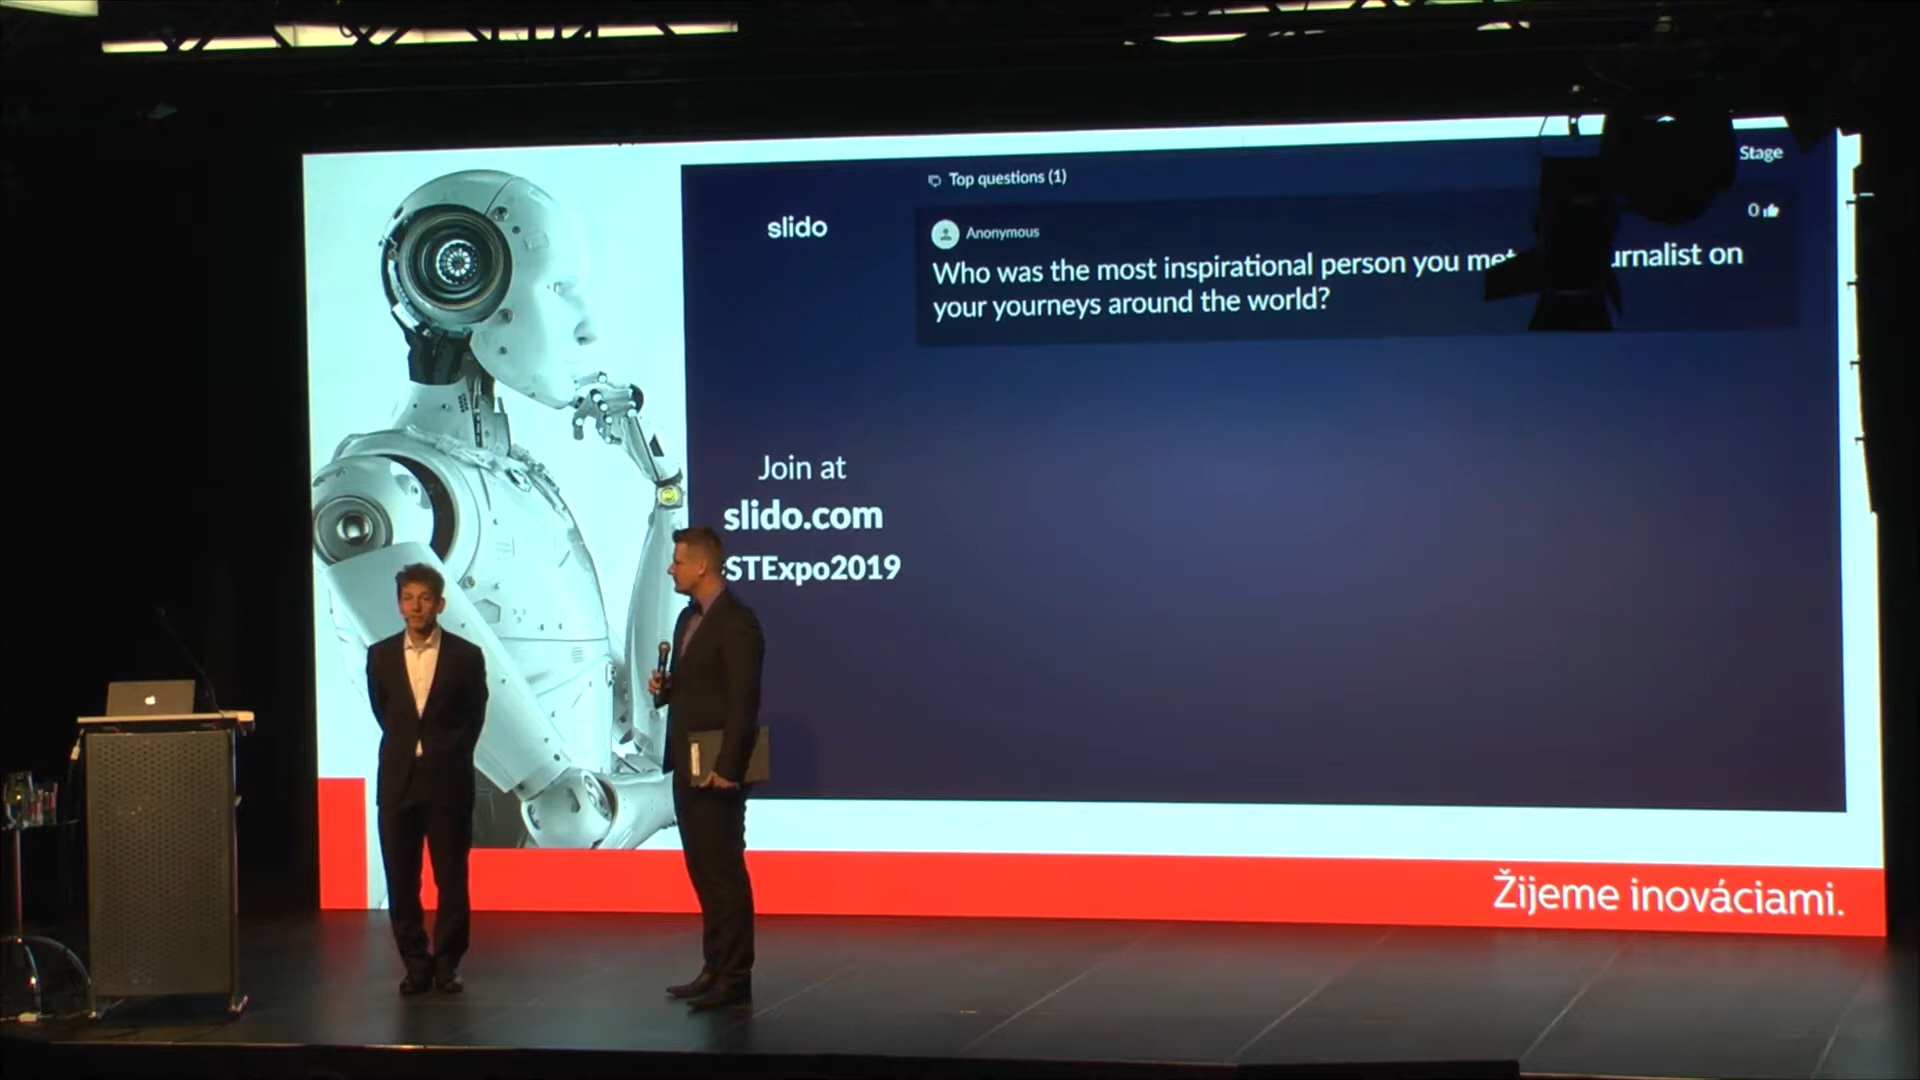 Stage
Top questions (1)
slido
0
Anonymous
Who was the most inspirational person you met urnalist on
your yourneys around the world?
Join at
slido.com
STExpo2019
Žijeme inováciami.